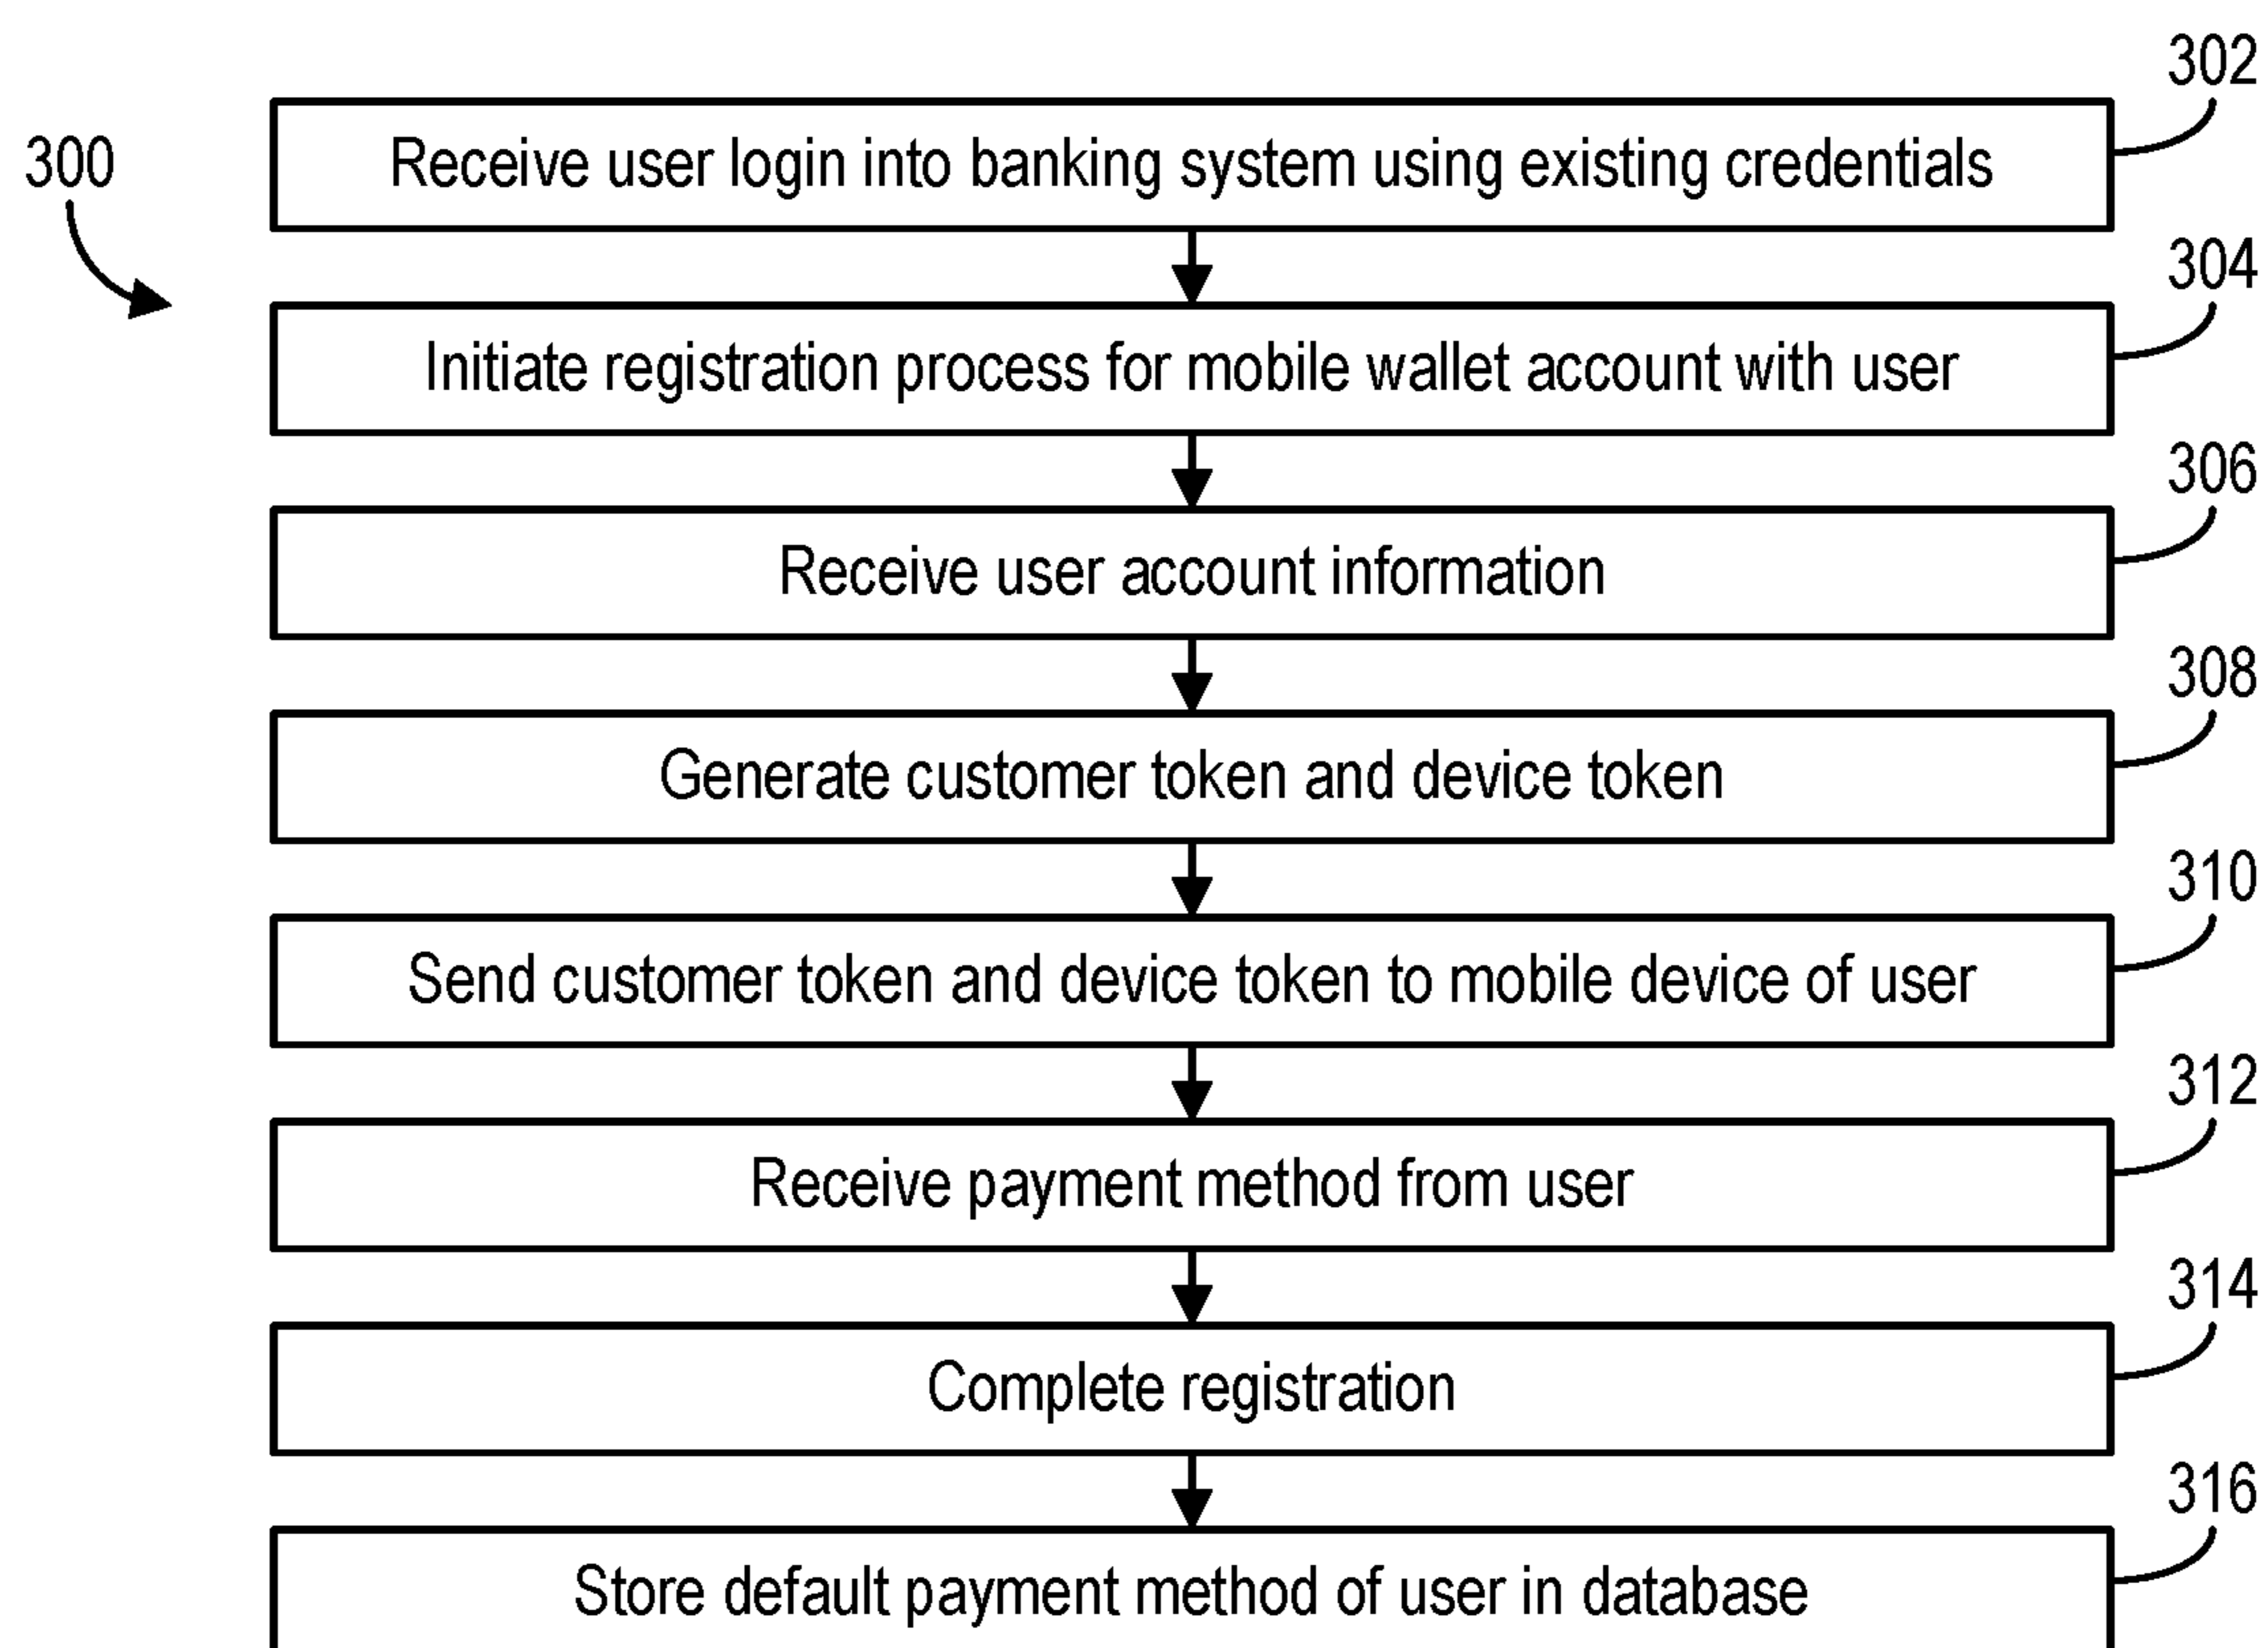 302
300
Receive user login into banking system using existing credentials
304
Initiate registration process for mobile wallet account with user
306
Receive user account information
308
Generate customer token and device token
310
Send customer token and device token to mobile device of user
312
Receive payment method from user
314
Complete registration
316
Store default payment method of user in database